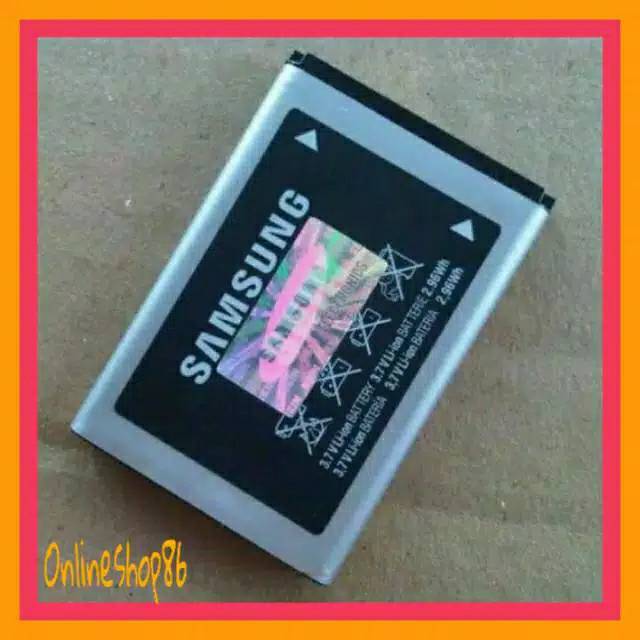 SAMSUNG
SAMSUNG
3.7V Li-ion BATTERY 3.7V Li-ion BATTERIE 2.96Wh
3.7V Li-ion BATERIA 3.7V Li-ion BATERIA 2.96Wh
OnlineShop86